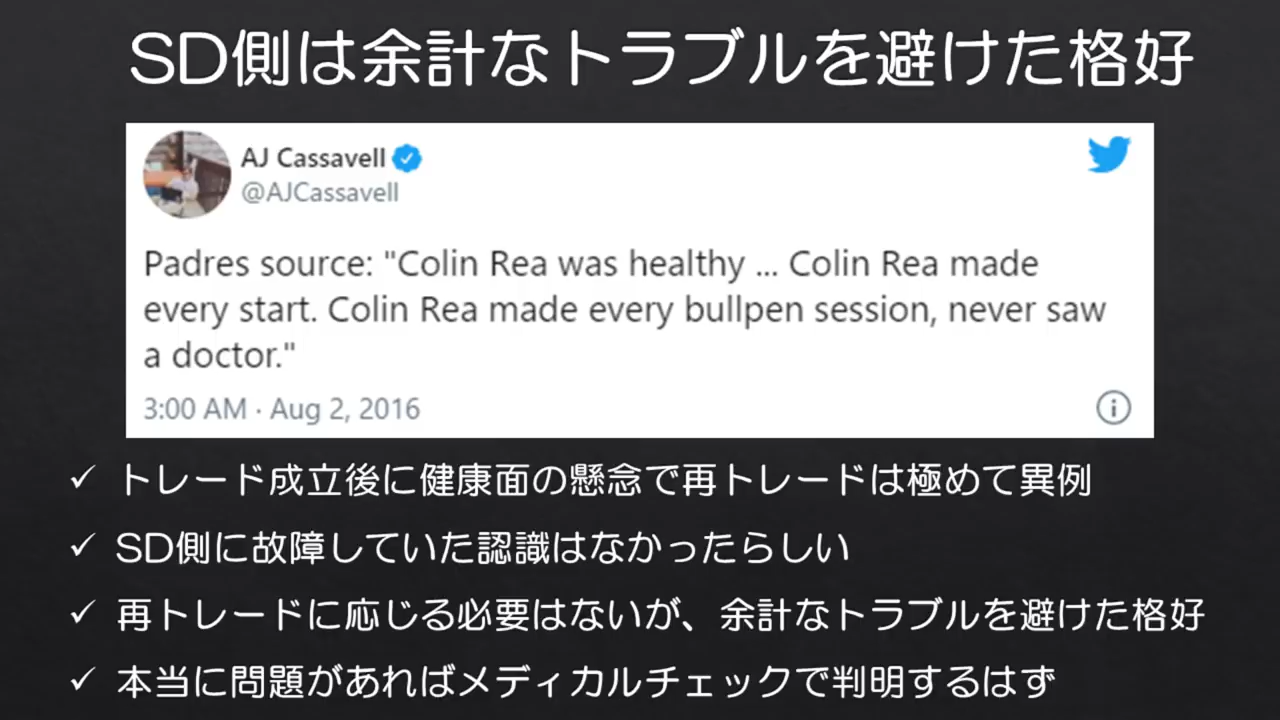 SD側は余計なトラブルを避けた格好
AJ Cassavell
@AJCassavell
Padres source: "Colin Rea was healthy ... Colin Rea made
every start. Colin Rea made every bullpen session, never saw
a doctor."
3:00 AM · Aug 2, 2016
✓ トレード成立後に健康面の懸念で再トレードは極めて異例
✓ SD側に故障していた認識はなかったらしい
✓ 再トレードに応じる必要はないが、余計なトラブルを避けた格好
✓ 本当に問題があればメディカルチェックで判明するはず